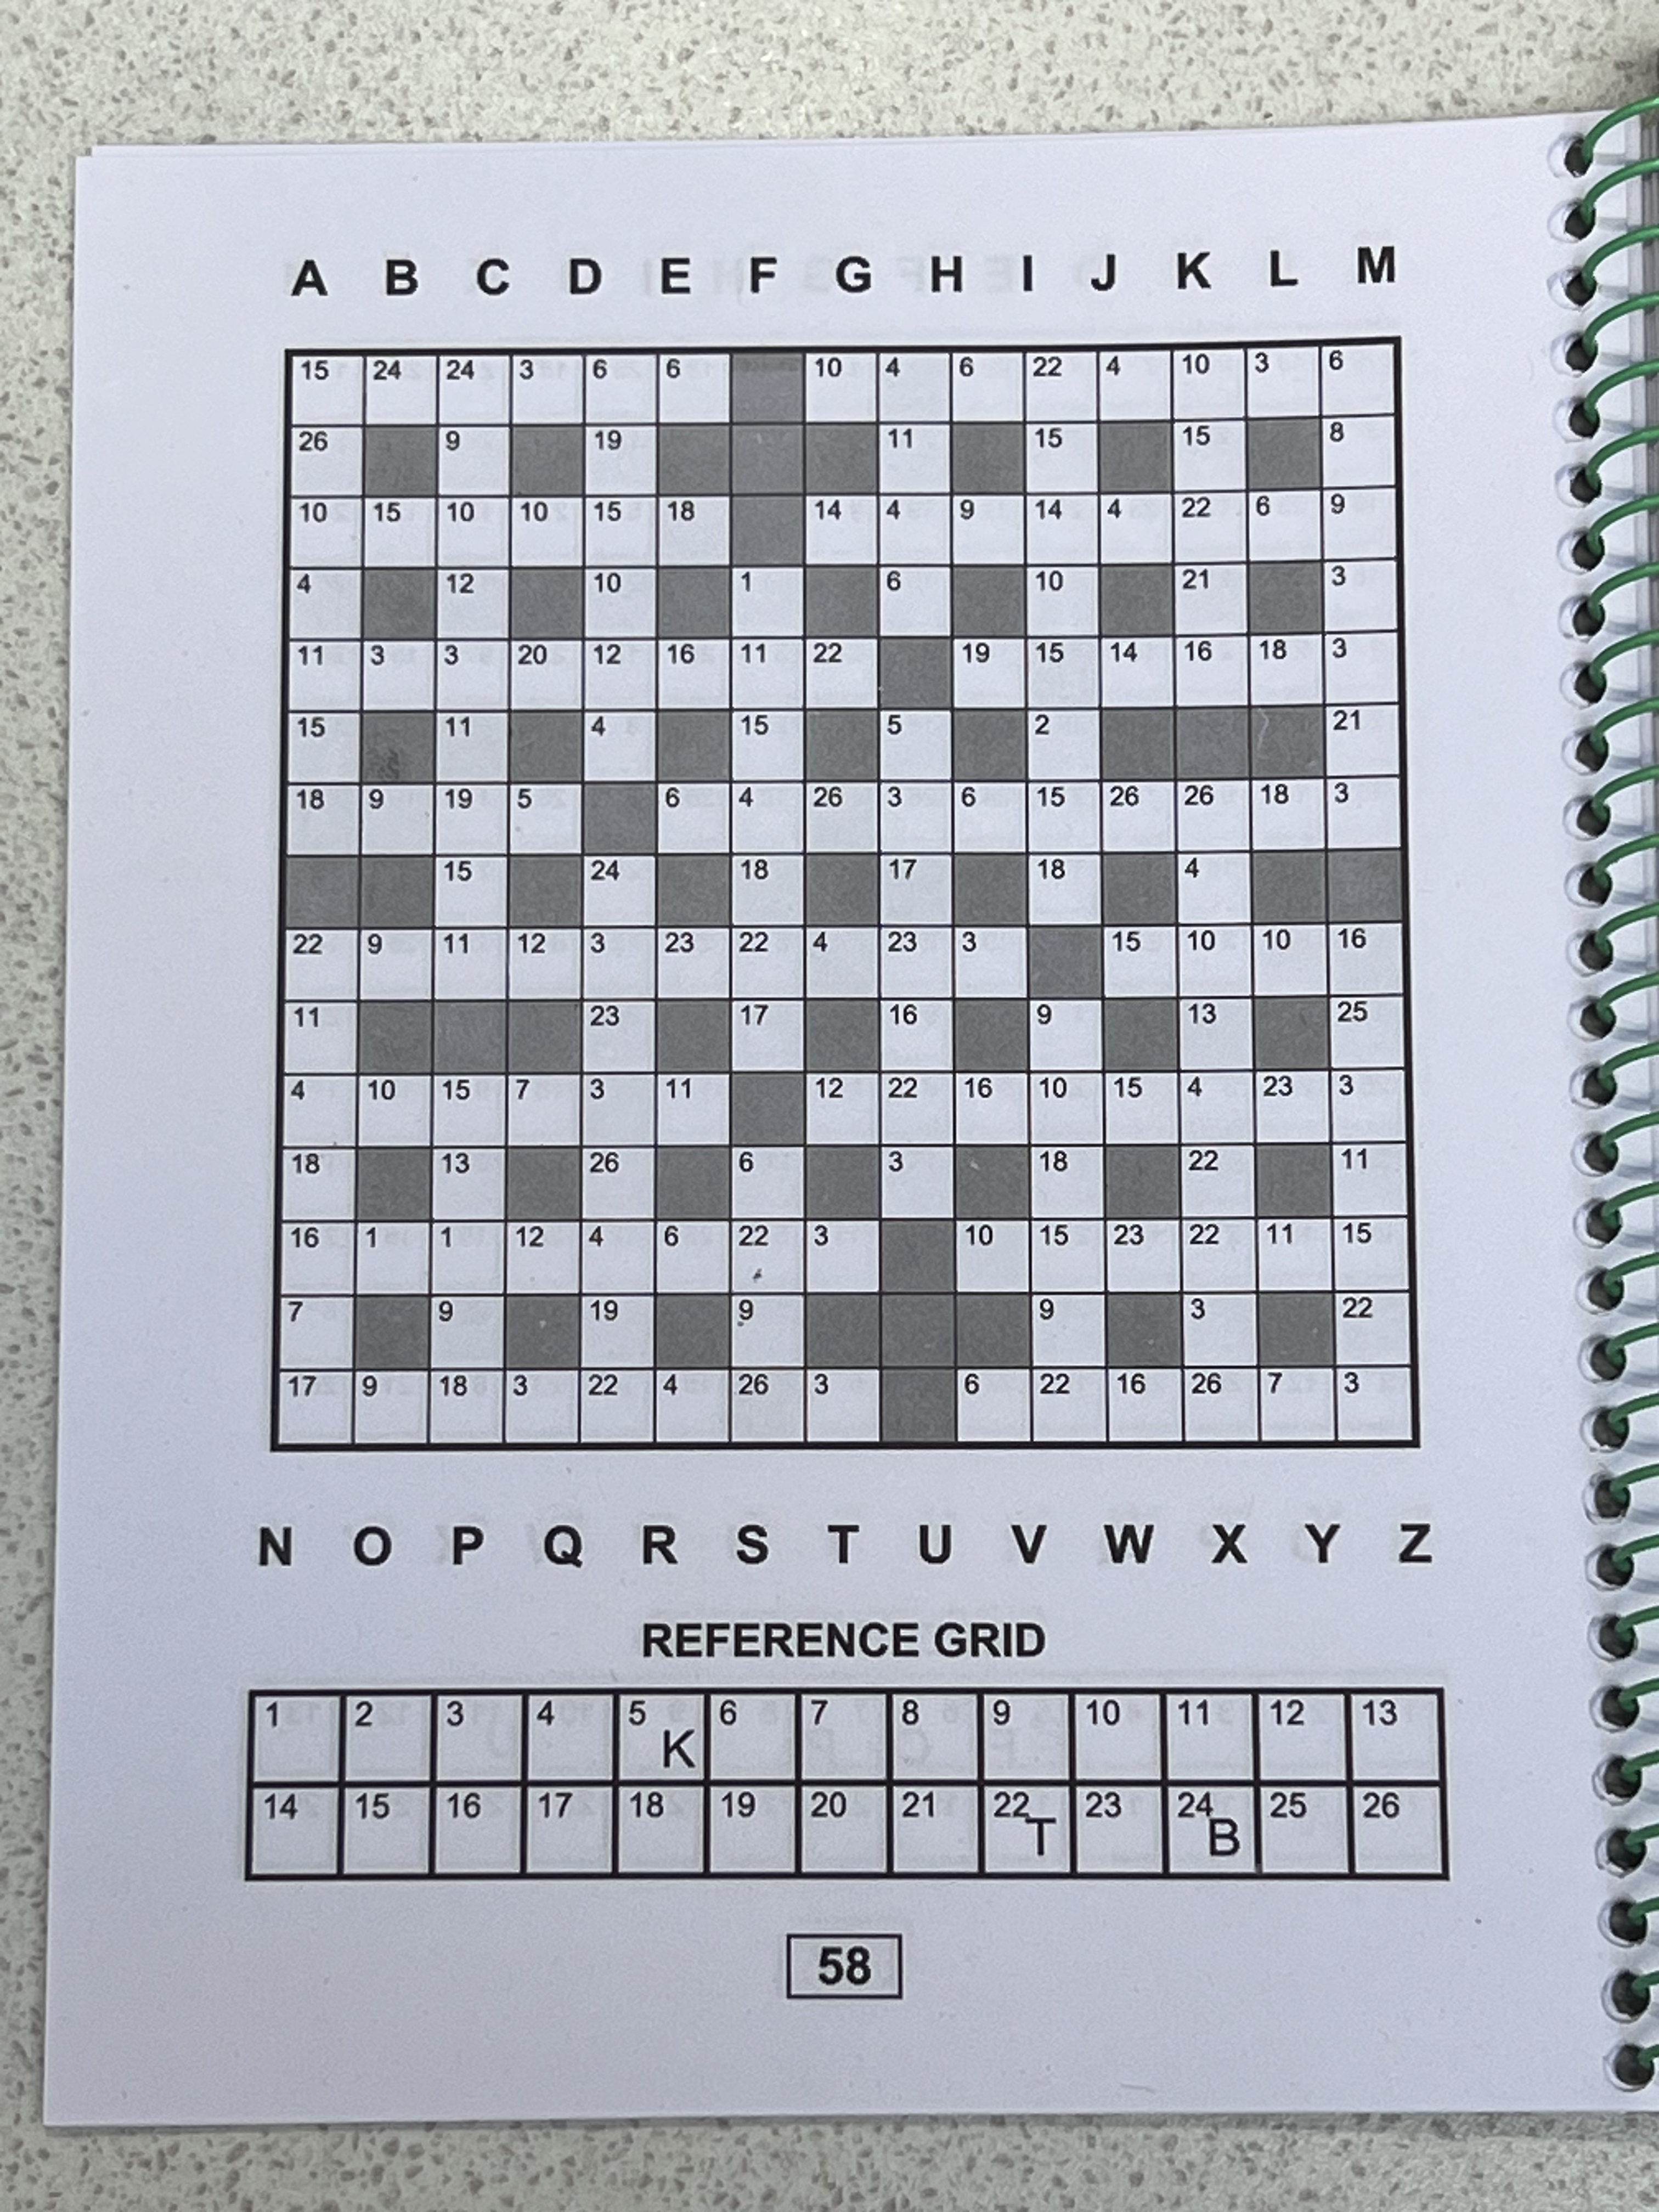 A B C D E F G H I J K L M
15 24 24 3 6 6 10 4 6 22 4 10 3 6
26 9 19 11 15 15 8
10 15 10 10 15 18 14 4 9 14 4 22 6 9
4 12 10 1 6 10 21 3
11 3 3 20 12 16 11 22 19 15 14 16 18 3
15 11 4 15 5 2 21
18 9 19 5 6 4 26 3 6 15 26 26 18 3
15 24 18 17 18 4
22 9 11 12 3 23 22 4 23 3 15 10 10 16
11 23 17 16 9 13 25
4 10 15 7 3 11 12 22 16 10 15 4 23 3
18 13 26 6 3 18 22 11
16 1 1 12 4 6 22 3 10 15 23 22 11 15
7 9 19 9 9 3 22
17 9 18 3 22 4 26 3 6 22 16 26 7 3
N O P Q R S T U V W X Y Z
REFERENCE GRID
1 2 3 4 5 K 6 7 8 9 10 11 12 13
14 15 16 17 18 19 20 21 22 T 23 24 B 25 26
58